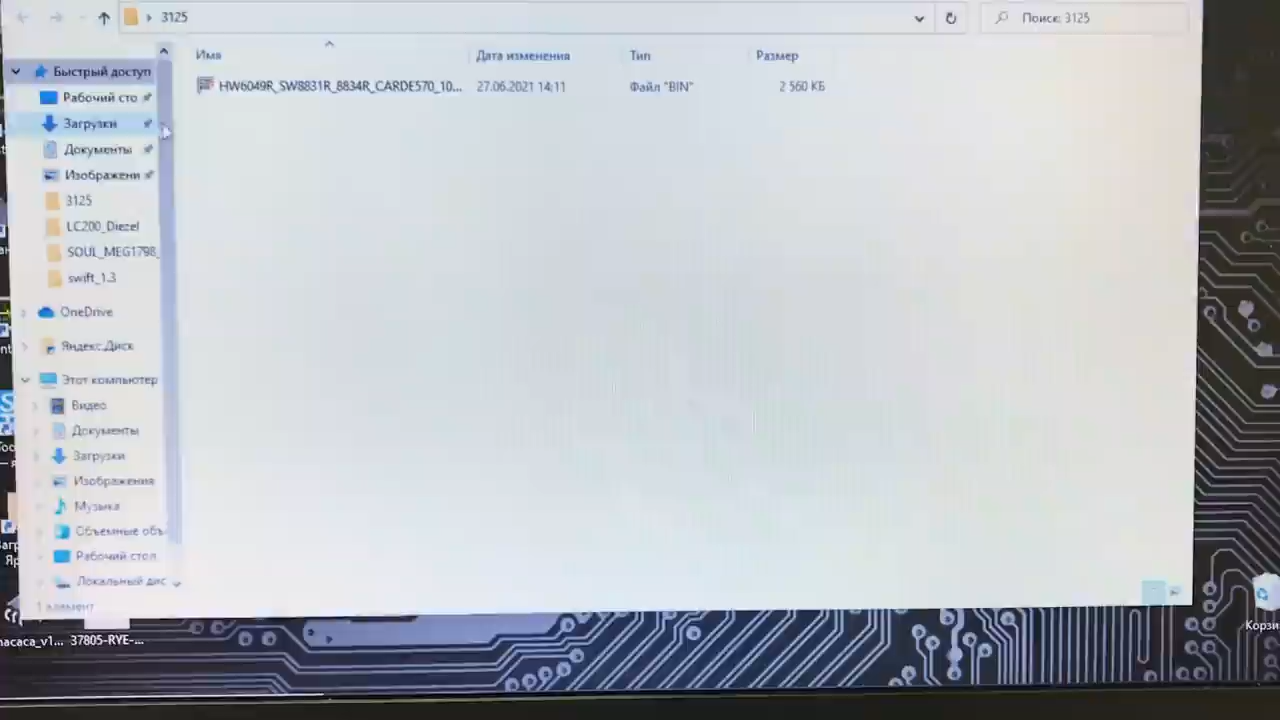 3125
Поиск: 3125
Имя
Дата изменения
Тип
Размер
HW6049R_SW8831R_8834R_CARDE570_10...
27.06.2021 14:11
Файл "BIN"
2 560 КБ
Быстрый доступ
Рабочий сто
Загрузки
Документы
Изображени
3125
LC200_Diezel
SOUL_MEG1798_
swift_1.3
OneDrive
Яндекс.Диск
Этот компьютер
Видео
Документы
Загрузки
Изображения
Музыка
Объемные объ
Рабочий стол
Локальный дис
1 элемент
37805-RYE-...
Корзи